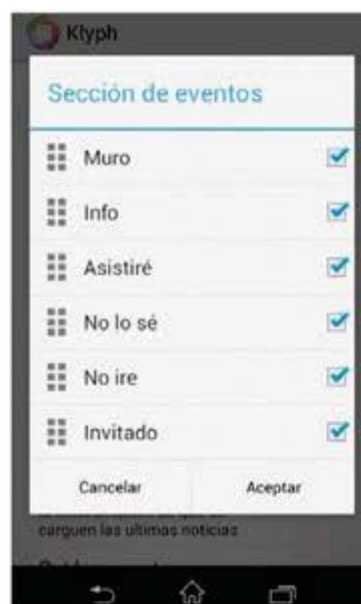 Klyph
Sección de eventos
Muro
Info
Asistiré
No lo sé
No ire
Invitado
Cancelar
Aceptar
carguen las ultimas noticias